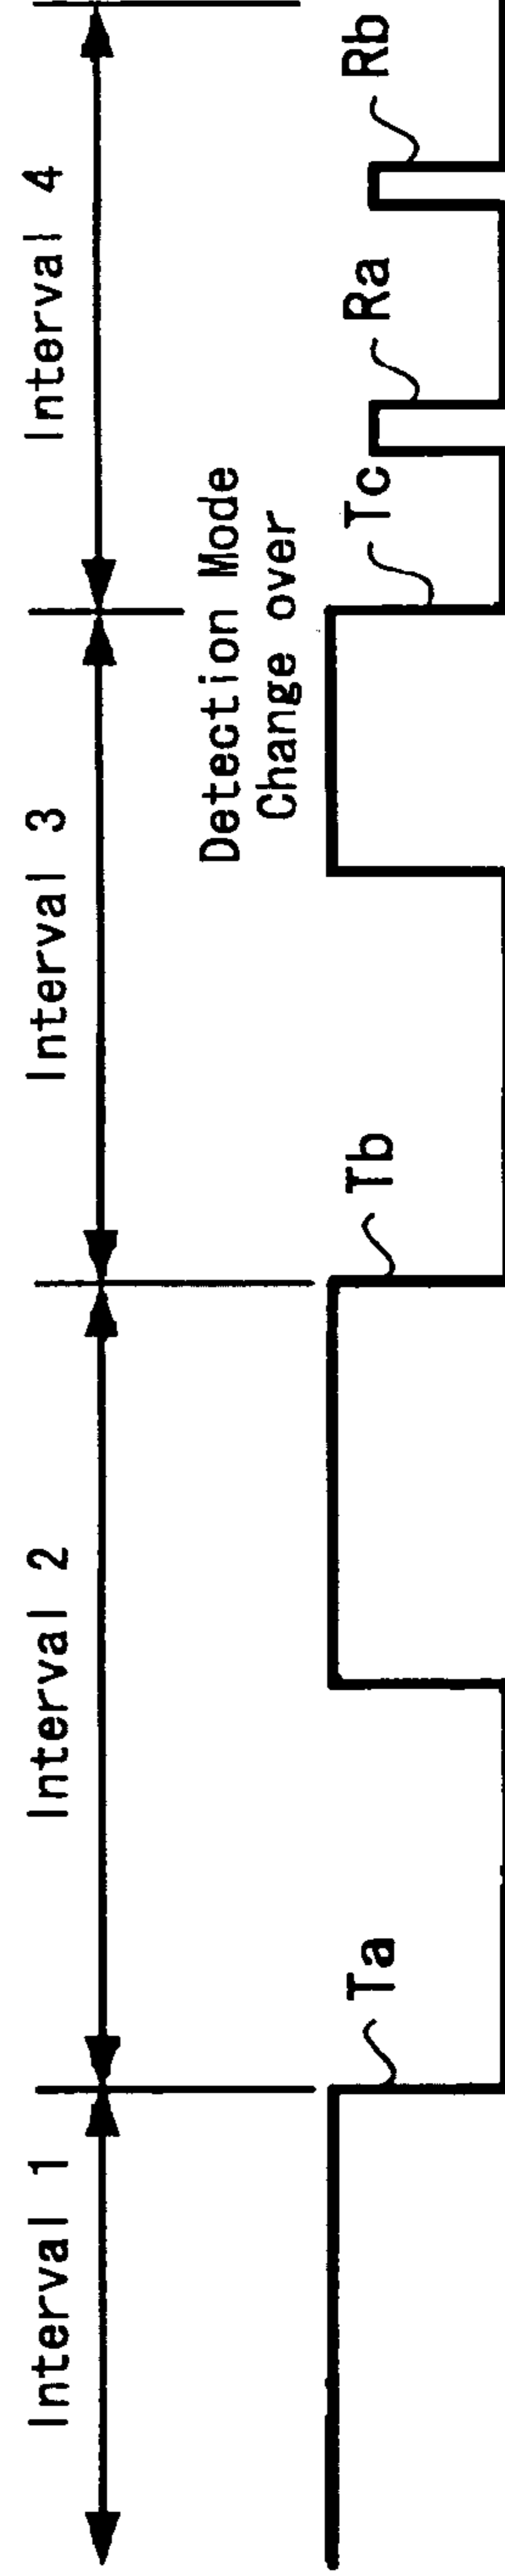 Interval 1
Interval 2
Interval 3
Interval 4
Detection Mode
Change over
Ta
Tb
Tc
Ra
Rb